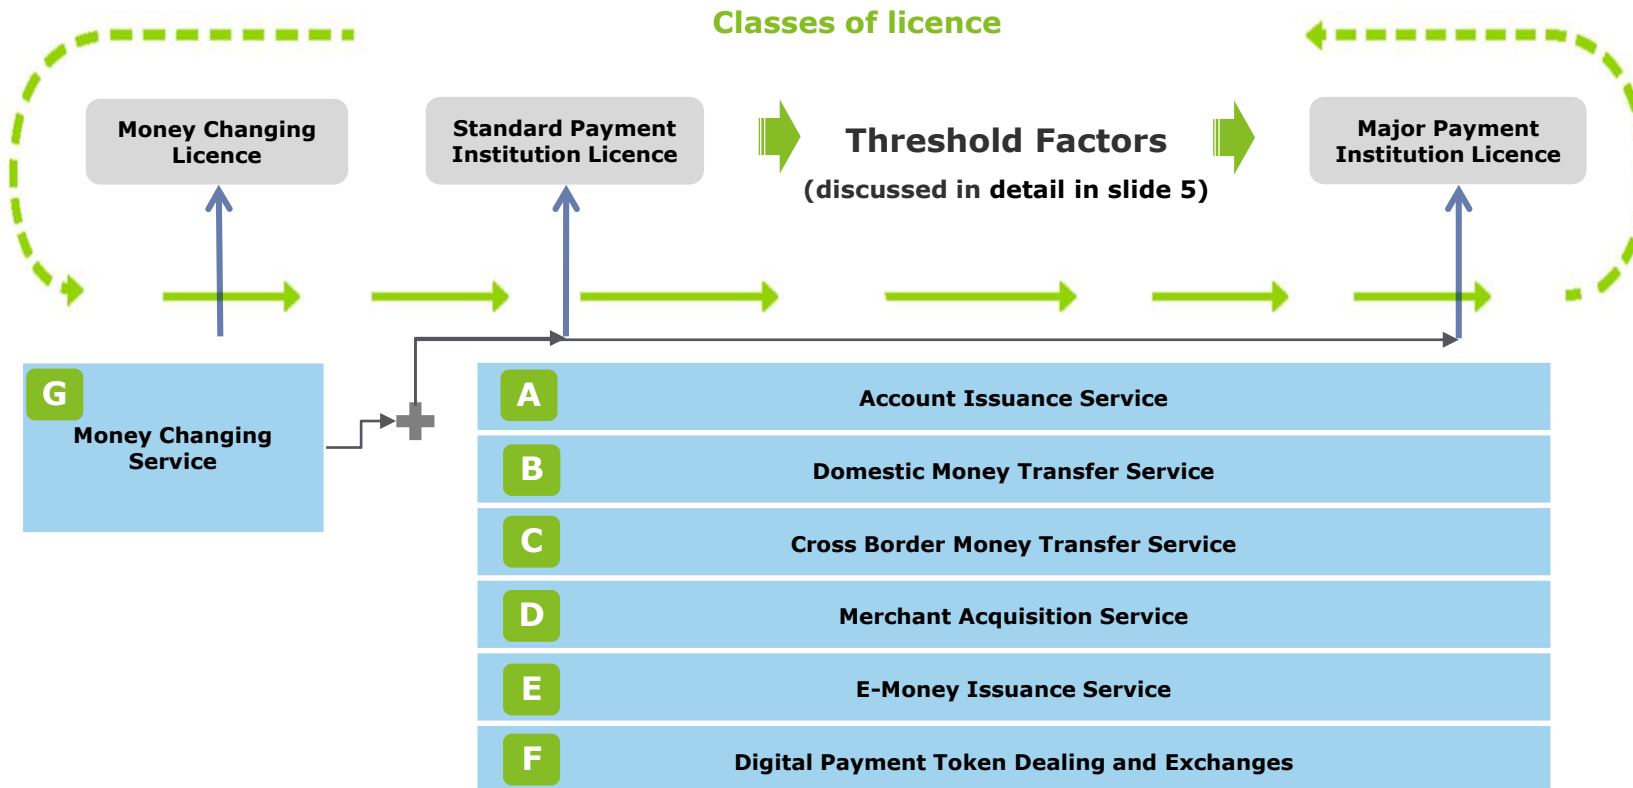 Classes of licence
Money Changing
Licence
Standard Payment
Institution Licence
Threshold Factors
(discussed in detail in slide 5)
Major Payment
Institution Licence
G
Money Changing
Service
A
Account Issuance Service
B
Domestic Money Transfer Service
C
Cross Border Money Transfer Service
D
Merchant Acquisition Service
E
E-Money Issuance Service
F
Digital Payment Token Dealing and Exchanges